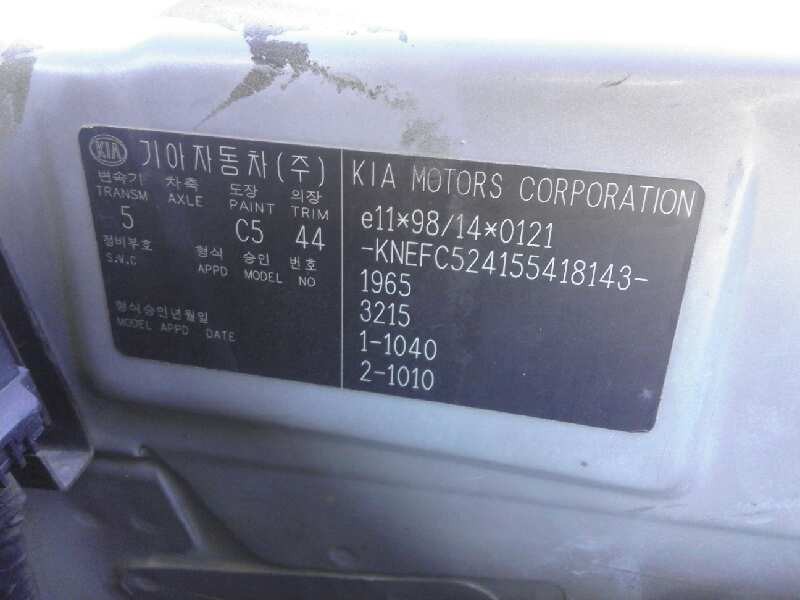 KIA 기아자동차(주)
변속기 차축 도장 의장
TRANSM AXLE PAINT TRIM
5 C5 44
정비부호 형식 승인 번호
S.V.C APPD MODEL NO
형식승인년월일
MODEL APPD DATE
KIA MOTORS CORPORATION
e11*98/14*0121
-KNEFC524155418143-
1965
3215
1-1040
2-1010